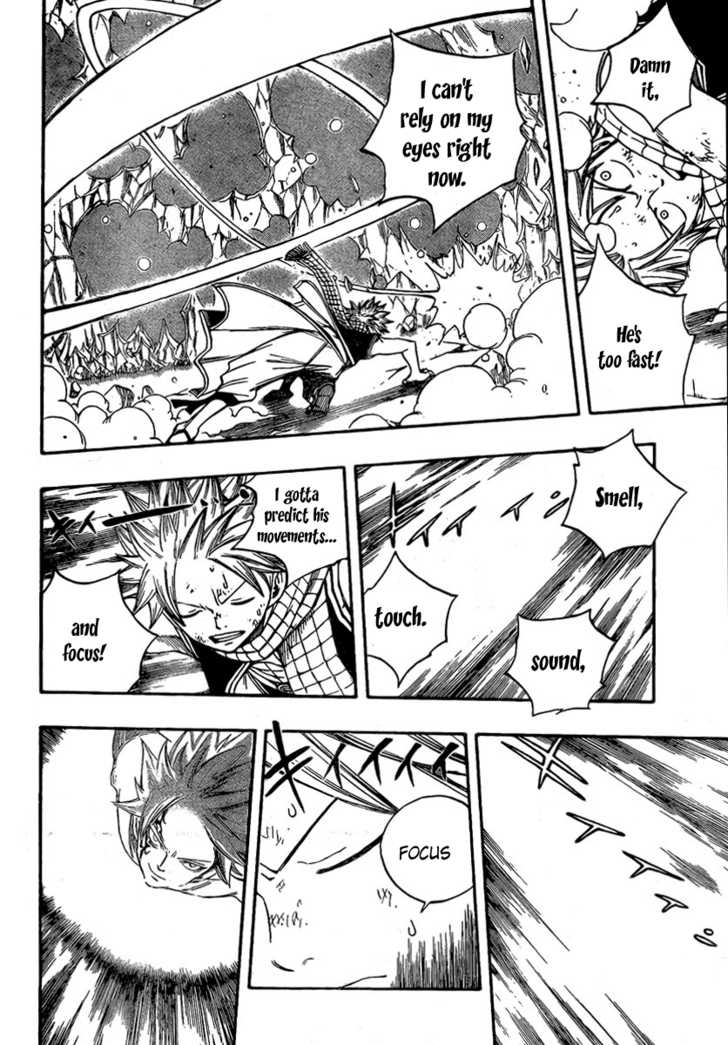 Damn
it,
He's
too fast!
I can't
rely on my
eyes right
now.
Smell,
sound,
touch.
I gotta
predict his
movements...
and
focus!
FOCUS